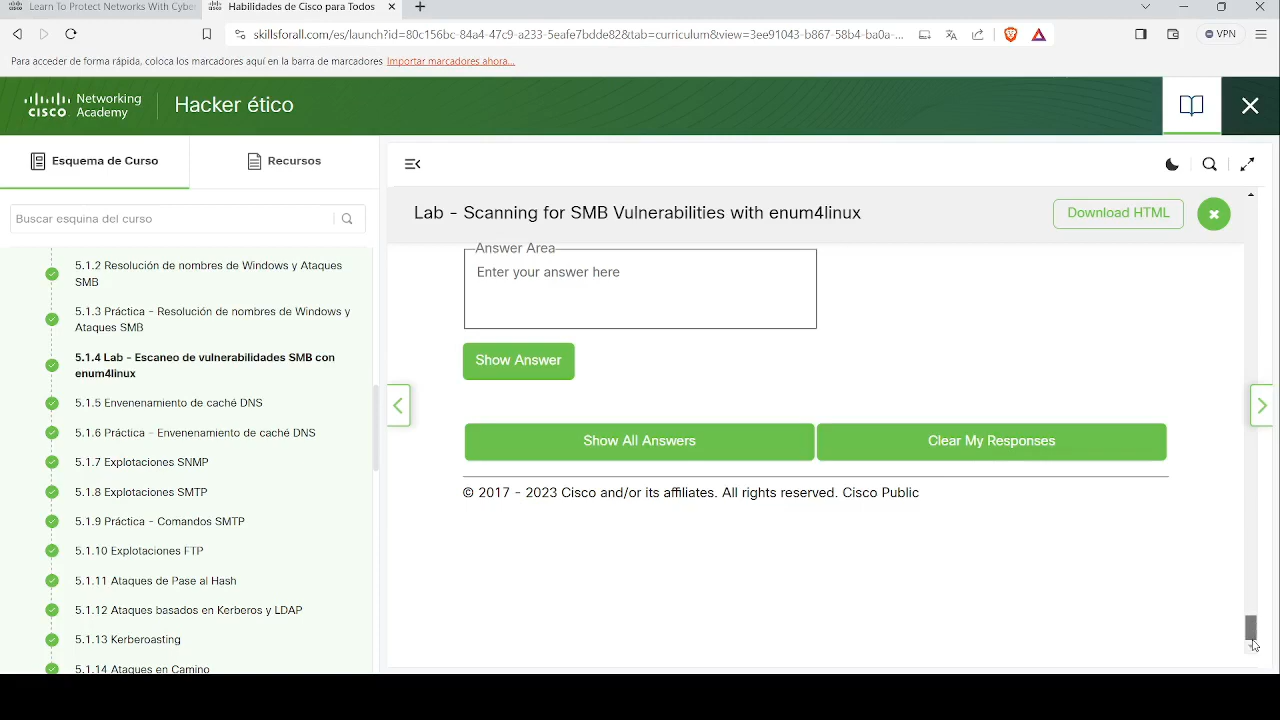 Learn To Protect Networks With Cybe
Habilidades de Cisco para Todos
skillsforall.com/es/launch?id=80c156bc-84a4-47c9-a233-5eafe7bdde82&tab=curriculum&view=3ee91043-b867-58b4-ba0a-...
VPN
Para acceder de forma rápida, coloca los marcadores aquí en la barra de marcadores Importar marcadores ahora...
cisco Networking Academy
Hacker ético
Esquema de Curso
Recursos
Buscar esquina del curso
5.1.2 Resolución de nombres de Windows y Ataques
SMB
5.1.3 Práctica - Resolución de nombres de Windows y
Ataques SMB
5.1.4 Lab - Escaneo de vulnerabilidades SMB con
enum4linux
5.1.5 Envenenamiento de caché DNS
5.1.6 Práctica - Envenenamiento de caché DNS
5.1.7 Explotaciones SNMP
5.1.8 Explotaciones SMTP
5.1.9 Práctica - Comandos SMTP
5.1.10 Explotaciones FTP
5.1.11 Ataques de Pase al Hash
5.1.12 Ataques basados en Kerberos y LDAP
5.1.13 Kerberoasting
5.1.14 Ataques en Camino
Lab - Scanning for SMB Vulnerabilities with enum4linux
Download HTML
Answer Area
Enter your answer here
Show Answer
Show All Answers
Clear My Responses
© 2017 - 2023 Cisco and/or its affiliates. All rights reserved. Cisco Public